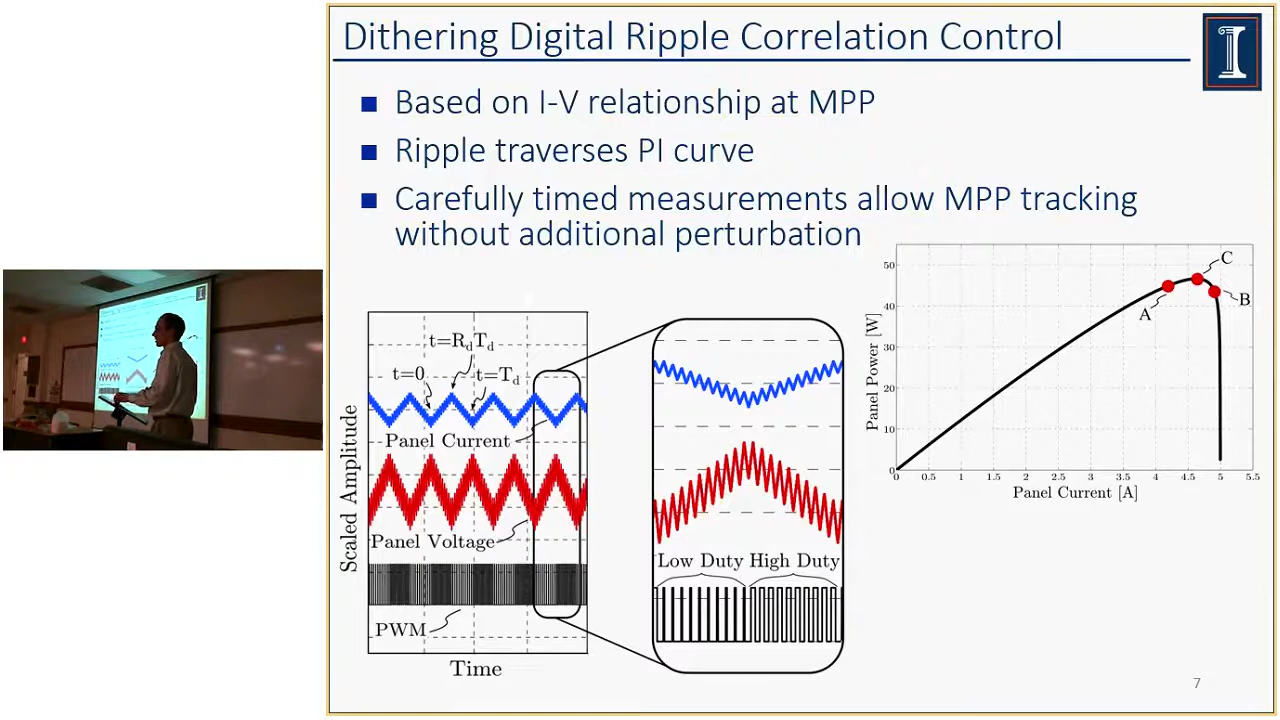 Dithering Digital Ripple Correlation Control
I
Based on I-V relationship at MPP
Ripple traverses PI curve
Carefully timed measurements allow MPP tracking
without additional perturbation
t=R_dT_d
t=0
t=T_d
Panel Current
Panel Voltage
PWM
Scaled Amplitude
Time
Low Duty High Duty
50
40
30
20
10
0
Panel Power [W]
A
C
B
0 0.5 1 1.5 2 2.5 3 3.5 4 4.5 5 5.5
Panel Current [A]
7